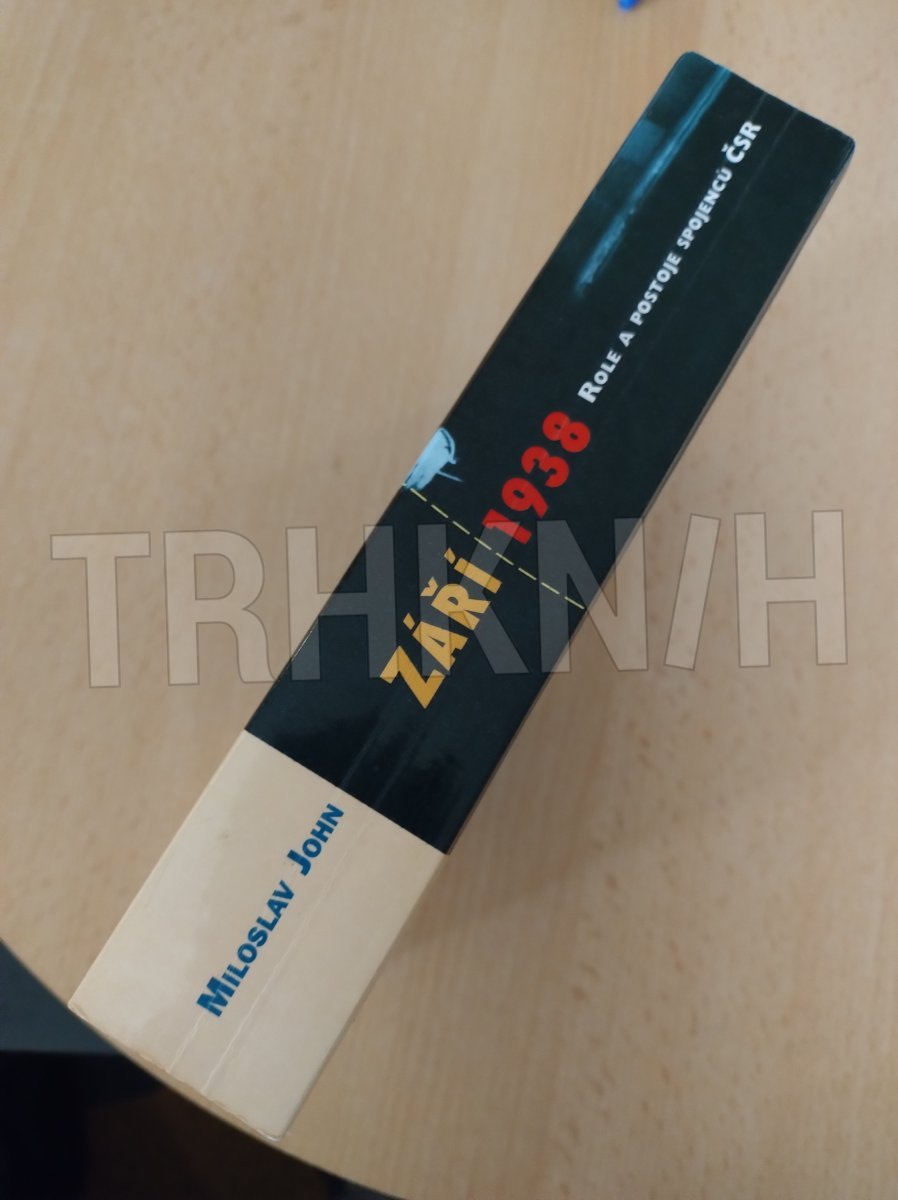 MILOSLAV JOHN
ZÁŘÍ 1938 ROLE A POSTOJE SPOJENCŮ ČSR
TRHKNIH